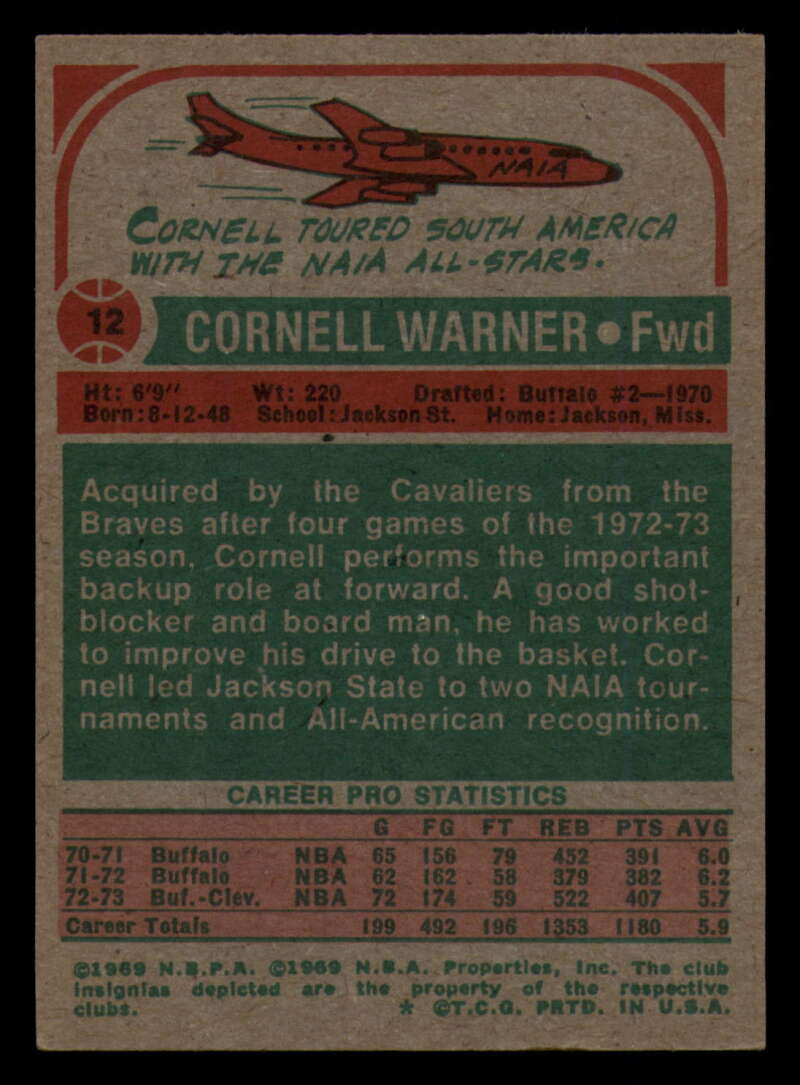 NAIA
CORNELL TOURED SOUTH AMERICA
WITH THE NAIA ALL-STARS.
12 CORNELL WARNER • Fwd
Ht: 6'9" Wt: 220 Drafted: Buffalo #2—1970
Born: 8-12-48 School: Jackson St. Home: Jackson, Miss.
Acquired by the Cavaliers from the
Braves after four games of the 1972-73
season, Cornell performs the important
backup role at forward. A good shot-
blocker and board man, he has worked
to improve his drive to the basket. Cor-
nell led Jackson State to two NAIA tour-
naments and All-American recognition.
CAREER PRO STATISTICS
G FG FT REB PTS AVG
70-71 Buffalo NBA 65 156 79 452 391 6.0
71-72 Buffalo NBA 62 162 58 379 382 6.2
72-73 Buf.-Clev. NBA 72 174 59 522 407 5.7
Career Totals 199 492 196 1353 1180 5.9
©1969 N.B.P.A. ©1969 N.B.A. Properties, Inc. The club
insignias depicted are the property of the respective
clubs. * ©T.C.G. PRTD. IN U.S.A.